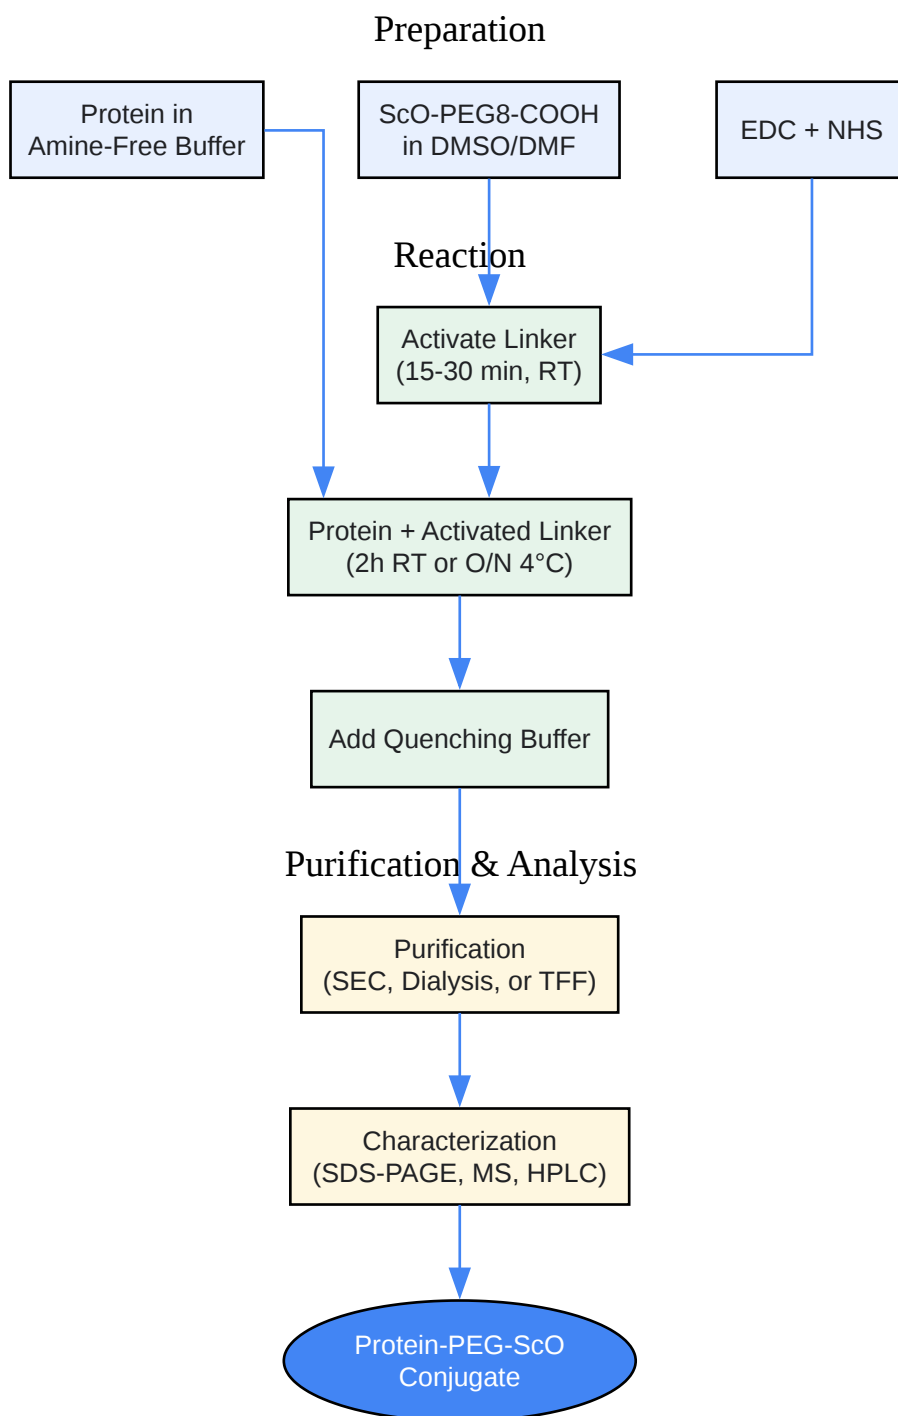 Preparation
Protein in
Amine-Free Buffer
ScO-PEG8-COOH
in DMSO/DMF
EDC + NHS
Reaction
Activate Linker
(15-30 min, RT)
Protein + Activated Linker
(2h RT or O/N 4°C)
Add Quenching Buffer
Purification & Analysis
Purification
(SEC, Dialysis, or TFF)
Characterization
(SDS-PAGE, MS, HPLC)
Protein-PEG-ScO
Conjugate